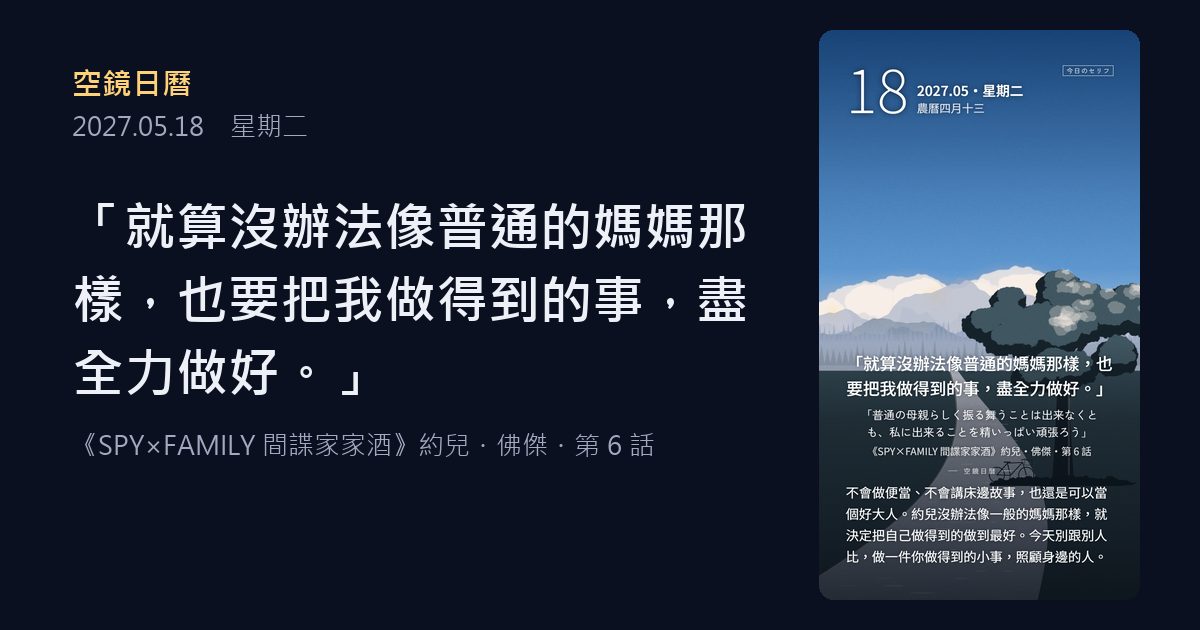 空鏡日曆
2027.05.18 星期二
「就算沒辦法像普通的媽媽那
樣，也要把我做得到的事，盡
全力做好。」
《SPY×FAMILY 間諜家家酒》約兒．佛傑．第 6 話
18
2027.05・星期二
農曆四月十三
今日のセリフ
「就算沒辦法像普通的媽媽那樣，也
要把我做得到的事，盡全力做好。」
「普通の母親らしく振る舞うことは出来なくと
も、私に出来ることを精いっぱい頑張ろう」
《SPY×FAMILY 間諜家家酒》約兒・佛傑・第 6 話
— 空鏡日曆
不會做便當、不會講床邊故事，也還是可以當
個好大人。約兒沒辦法像一般的媽媽那樣，就
決定把自己做得到的做到最好。今天別跟別人
比，做一件你做得到的小事，照顧身邊的人。